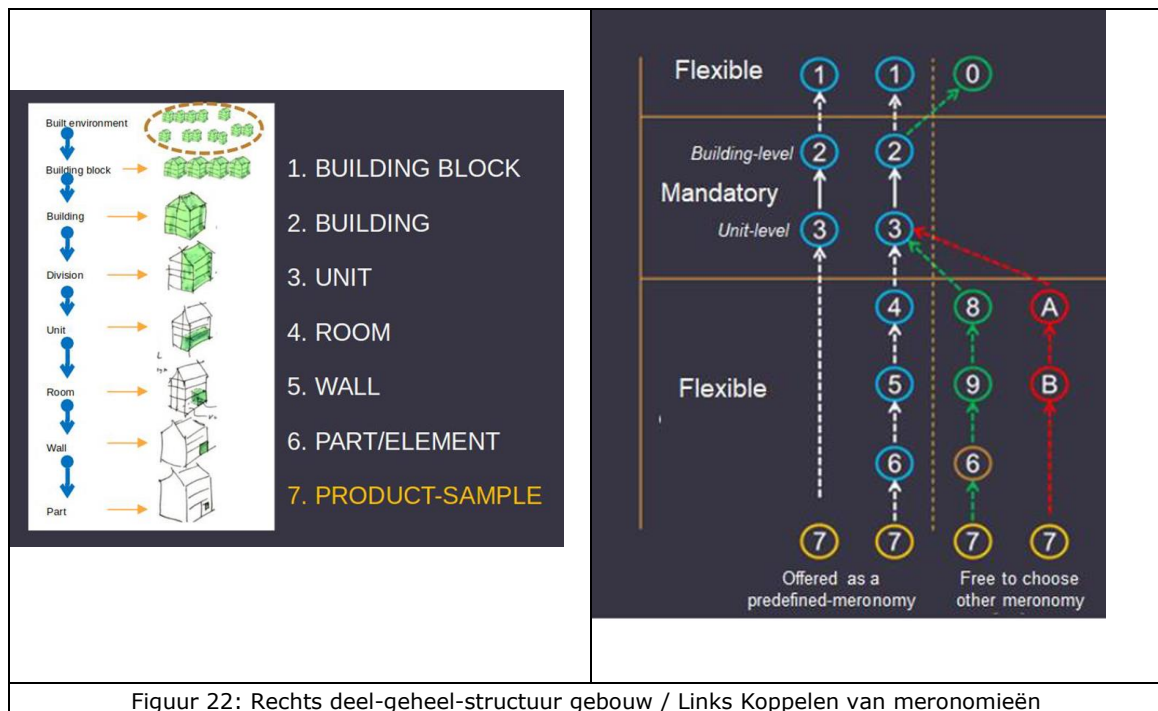 Built environment
Building block
Building
Division
Unit
Room
Wall
Part
1. BUILDING BLOCK
2. BUILDING
3. UNIT
4. ROOM
5. WALL
6. PART/ELEMENT
7. PRODUCT-SAMPLE
Flexible 1 1 0
Building-level 2 2
Mandatory
Unit-level 3 3
4 8 A
Flexible 5 9 B
6 6
7 7 7 7
Offered as a Free to choose
predefined-meronomy other meronomy
Figuur 22: Rechts deel-geheel-structuur gebouw / Links Koppelen van meronomieën